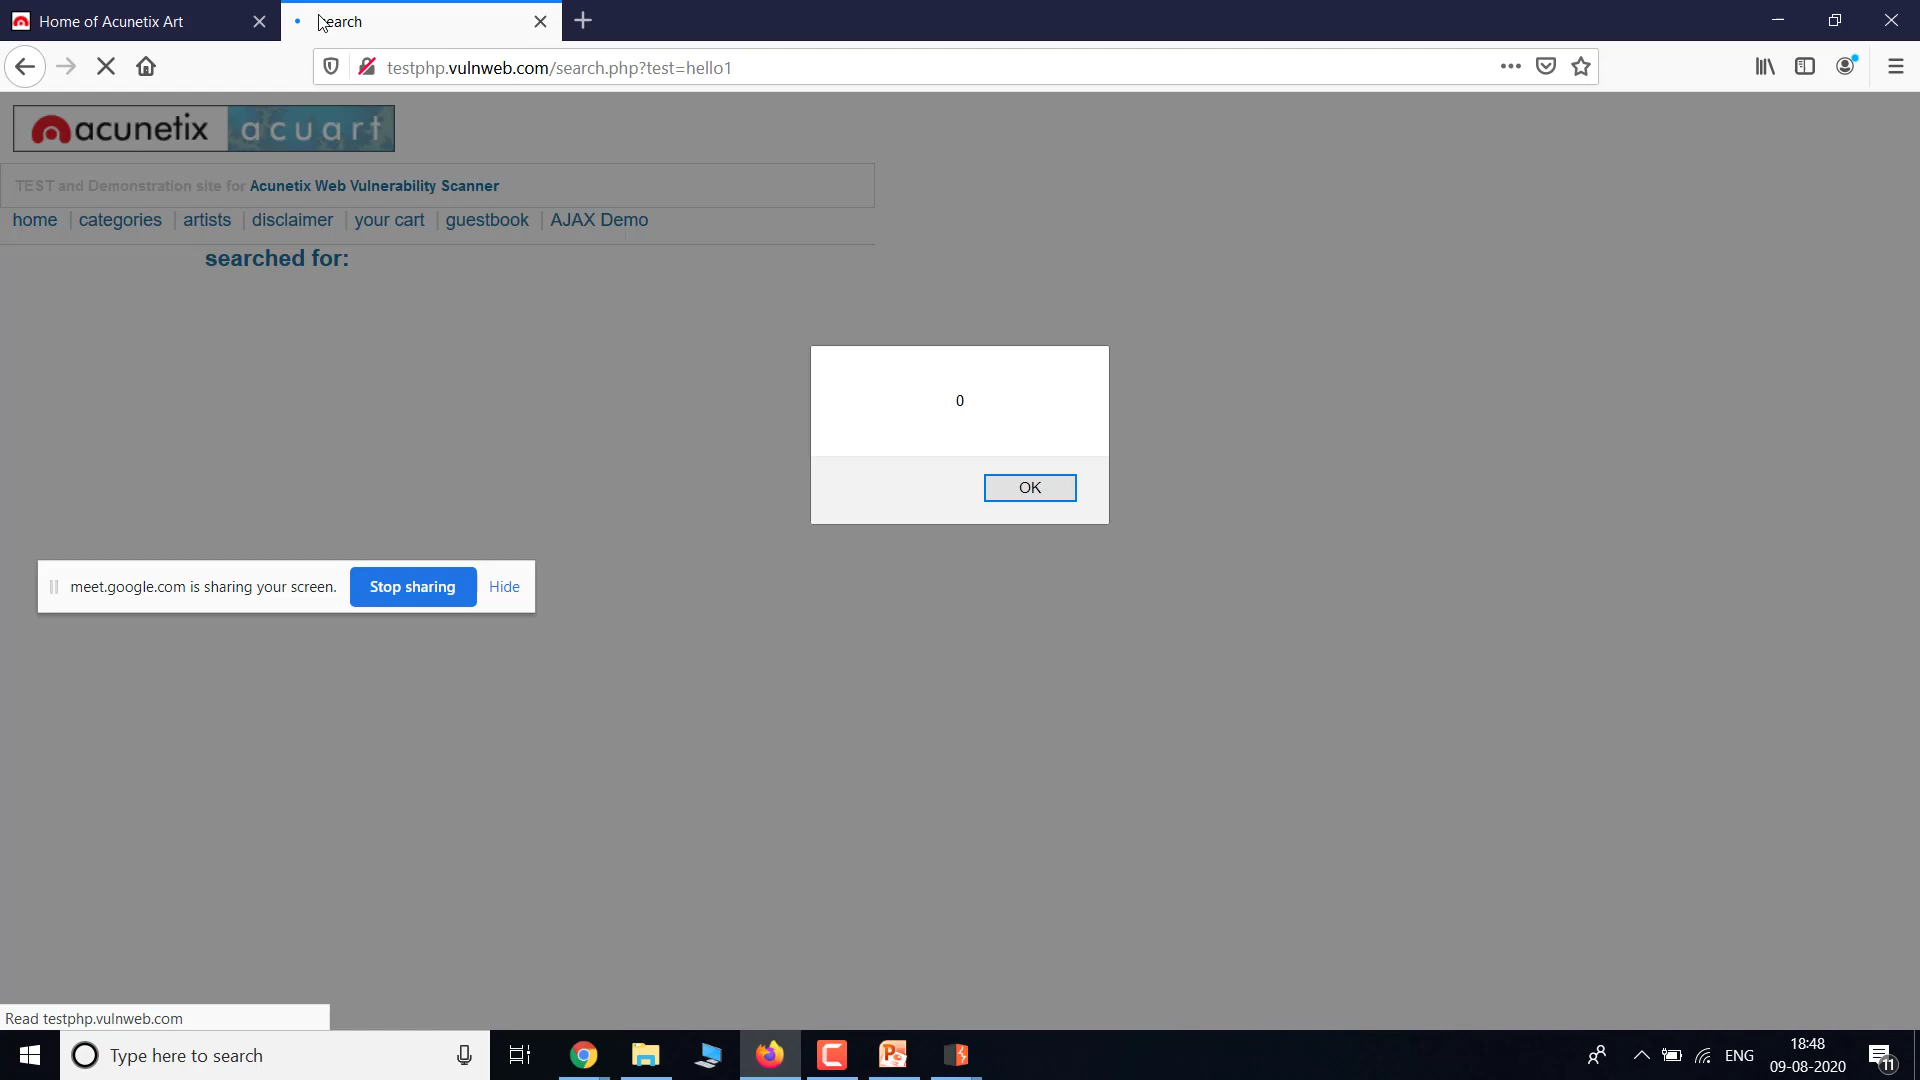 Home of Acunetix Art
search
testphp.vulnweb.com/search.php?test=hello1
acunetix acuart
TEST and Demonstration site for Acunetix Web Vulnerability Scanner
home | categories | artists | disclaimer | your cart | guestbook | AJAX Demo
searched for:
0
OK
meet.google.com is sharing your screen. Stop sharing Hide
Read testphp.vulnweb.com
Type here to search
ENG
18:48
09-08-2020
11